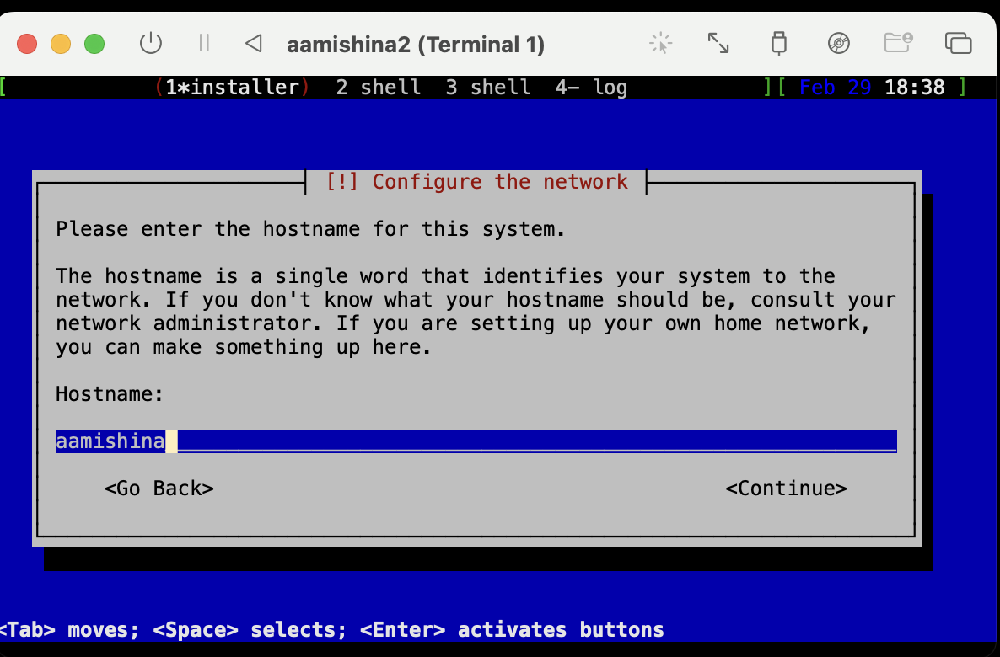 aamishina2 (Terminal 1)
[ (1*installer) 2 shell 3 shell 4- log ][ Feb 29 18:38 ]
[!] Configure the network
Please enter the hostname for this system.
The hostname is a single word that identifies your system to the
network. If you don't know what your hostname should be, consult your
network administrator. If you are setting up your own home network,
you can make something up here.
Hostname:
aamishina
<Go Back> <Continue>
<Tab> moves; <Space> selects; <Enter> activates buttons